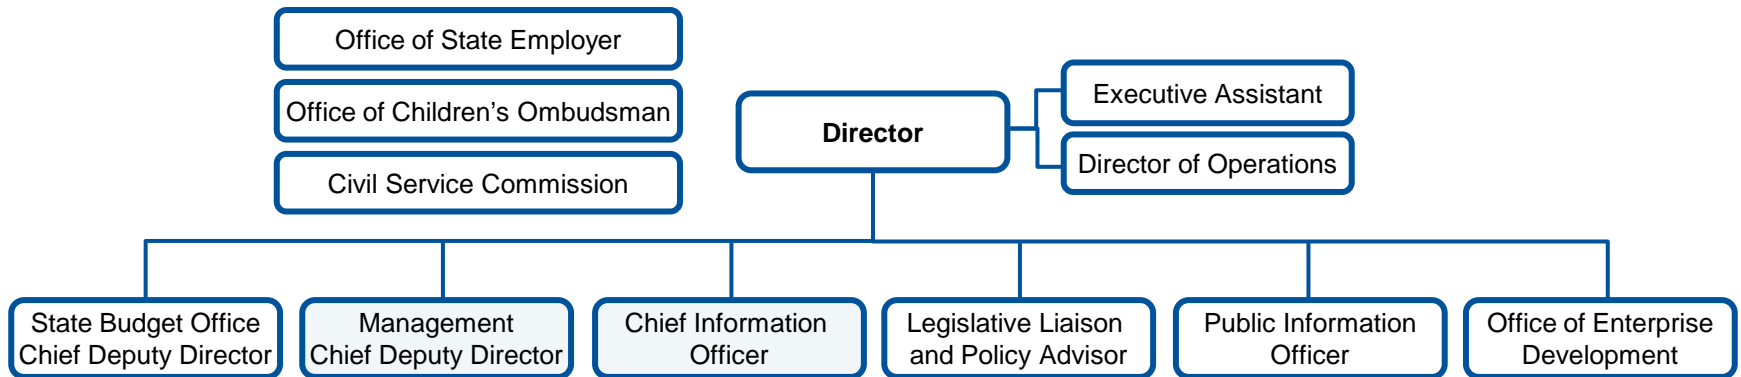 Office of State Employer
Office of Children’s Ombudsman
Civil Service Commission
Director
Executive Assistant
Director of Operations
State Budget Office
Chief Deputy Director
Management
Chief Deputy Director
Chief Information
Officer
Legislative Liaison
and Policy Advisor
Public Information
Officer
Office of Enterprise
Development